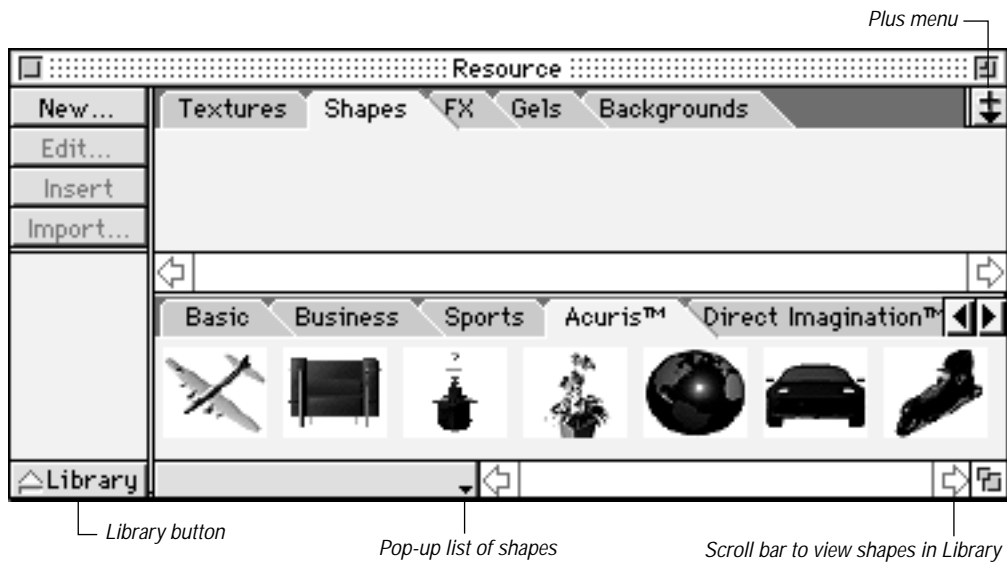 Plus menu
Resource
New...
Textures Shapes FX Gels Backgrounds
Edit...
Insert
Import...
Basic Business Sports Acuris™ Direct Imagination™
?
Library
Library button
Pop-up list of shapes
Scroll bar to view shapes in Library